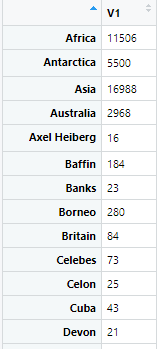 V1
Africa 11506
Antarctica 5500
Asia 16988
Australia 2968
Axel Heiberg 16
Baffin 184
Banks 23
Borneo 280
Britain 84
Celebes 73
Celon 25
Cuba 43
Devon 21